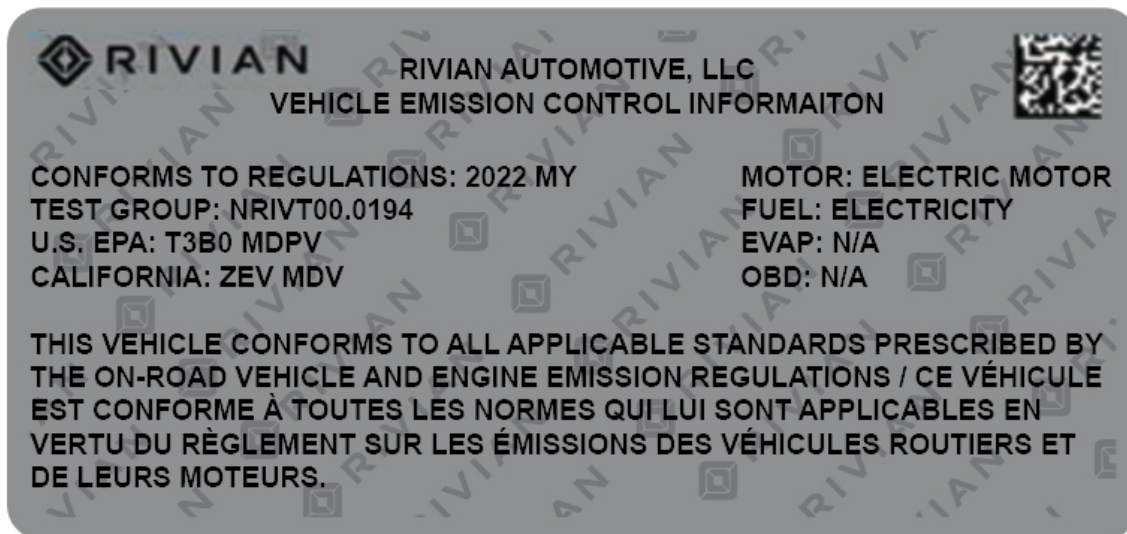 RIVIAN
RIVIAN AUTOMOTIVE, LLC
VEHICLE EMISSION CONTROL INFORMAITON
CONFORMS TO REGULATIONS: 2022 MY
TEST GROUP: NRIVT00.0194
U.S. EPA: T3B0 MDPV
CALIFORNIA: ZEV MDV
MOTOR: ELECTRIC MOTOR
FUEL: ELECTRICITY
EVAP: N/A
OBD: N/A
THIS VEHICLE CONFORMS TO ALL APPLICABLE STANDARDS PRESCRIBED BY
THE ON-ROAD VEHICLE AND ENGINE EMISSION REGULATIONS / CE VÉHICULE
EST CONFORME À TOUTES LES NORMES QUI LUI SONT APPLICABLES EN
VERTU DU RÈGLEMENT SUR LES ÉMISSIONS DES VÉHICULES ROUTIERS ET
DE LEURS MOTEURS.